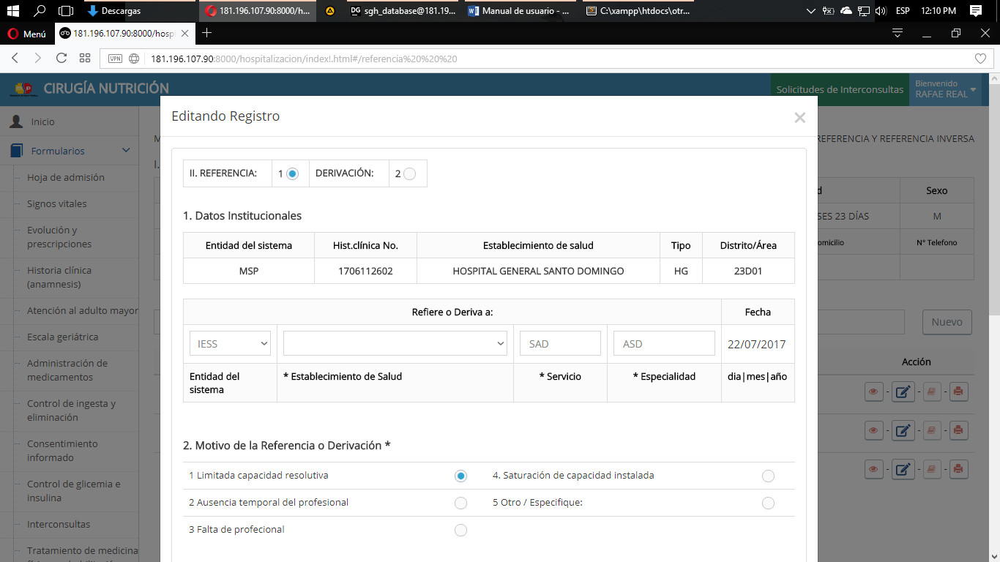 Descargas
181.196.107.90:8000/h...
sgh_database@181.19...
Manual de usuario - ...
C:\xampp\htdocs\otr...
ESP
12:10 PM
Menú
181.196.107.90:8000/hosp
VPN
181.196.107.90:8000/hospitalizacion/index!.html#/referencia%20%20%20
CIRUGÍA NUTRICIÓN
Solicitudes de Interconsultas
Bienvenido
RAFAE REAL
Inicio
Formularios
Hoja de admisión
Signos vitales
Evolución y
prescripciones
Historia clínica
(anamnesis)
Atención al adulto mayor
Escala geriátrica
Administración de
medicamentos
Control de ingesta y
eliminación
Consentimiento
informado
Control de glicemia e
insulina
Interconsultas
Tratamiento de medicina
Editando Registro
II. REFERENCIA: 1 DERIVACIÓN: 2
1. Datos Institucionales
Entidad del sistema Hist.clínica No. Establecimiento de salud Tipo Distrito/Área
MSP 1706112602 HOSPITAL GENERAL SANTO DOMINGO HG 23D01
Refiere o Deriva a: Fecha
IESS SAD ASD 22/07/2017
Entidad del
sistema * Establecimiento de Salud * Servicio * Especialidad dia|mes|año
2. Motivo de la Referencia o Derivación *
1 Limitada capacidad resolutiva 4. Saturación de capacidad instalada
2 Ausencia temporal del profesional 5 Otro / Especifique:
3 Falta de profecional
M
EFERENCIA Y REFERENCIA INVERSA
I.
d Sexo
SES 23 DÍAS M
omicilio N° Telefono
Nuevo
Acción